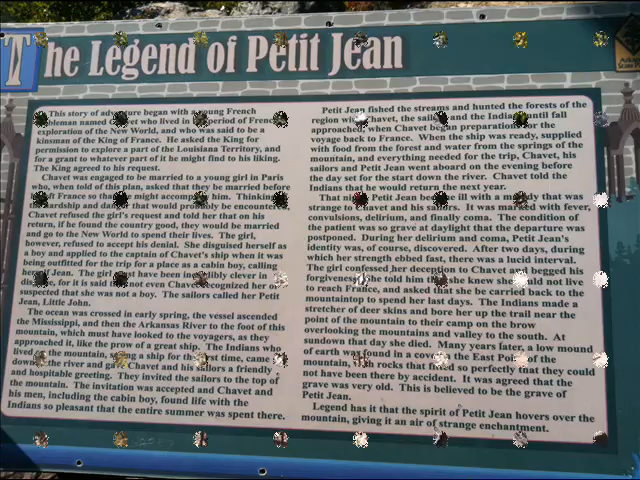 The Legend of Petit Jean
This story of adventure began with a young French
nobleman named Chavet who lived in period of French
exploration of the New World, and who was said to be a
kinsman of the King of France. He asked the King for
permission to explore a part of the Louisiana Territory, and
for a grant to whatever part of it he might find to his liking.
The King agreed to his request.
Chavet was engaged to be married to a young girl in Paris
who, when told of this plan, asked that they be married before
he left France so that she might accompany him. Thinking
the hardship and danger that would probably be encountered,
Chavet refused the girl's request and told her that on his
return, if he found the country good, they would be married
and go to the New World to spend their lives. The girl,
however, refused to accept his denial. She disguised herself as
a boy and applied to the captain of Chavet's ship when it was
being outfitted for the trip for a place as a cabin boy, calling
herself Jean. The girl must have been incredibly clever in
disguise, for it is said that not even Chavet recognized her or
suspected that she was not a boy. The sailors called her Petit
Jean, Little John.
The ocean was crossed in early spring, the vessel ascended
the Mississippi, and then the Arkansas River to the foot of this
mountain, which must have looked to the voyagers, as they
approached it, like the prow of a great ship. The Indians who
lived on the mountain, seeing a ship for the first time, came
down to the river and gave Chavet and his sailors a friendly
and hospitable greeting. They invited the sailors to the top of
the mountain. The invitation was accepted and Chavet and
his men, including the cabin boy, found life with the
Indians so pleasant that the entire summer was spent there.
Petit Jean fished the streams and hunted the forests of the
region with Chavet, the sailors and the Indians until fall
approached, when Chavet began preparations for the
voyage back to France. When the ship was ready, supplied
with food from the forest and water from the springs of the
mountain, and everything needed for the trip, Chavet, his
sailors and Petit Jean went aboard on the evening before
the day set for the start down the river. Chavet told the
Indians that he would return the next year.
That night Petit Jean became ill with a malady that was
strange to Chavet and his sailors. It was marked with fever,
convulsions, delirium, and finally coma. The condition of
the patient was so grave at daylight that the departure was
postponed. During her delirium and coma, Petit Jean's
identity was, of course, discovered. After two days, during
which her strength ebbed fast, there was a lucid interval.
The girl confessed her deception to Chavet and begged his
forgiveness. She told him that she knew she could not live
to reach France, and asked that she be carried back to the
mountaintop to spend her last days. The Indians made a
stretcher of deer skins and bore her up the trail near the
point of the mountain to their camp on the brow
overlooking the mountains and valley to the south. At
sundown that day she died. Many years later, a low mound
of earth was found in a cove on the East Point of the
mountain, with rocks that fitted so perfectly that they could
not have been there by accident. It was agreed that the
grave was very old. This is believed to be the grave of
Petit Jean.
Legend has it that the spirit of Petit Jean hovers over the
mountain, giving it an air of strange enchantment.